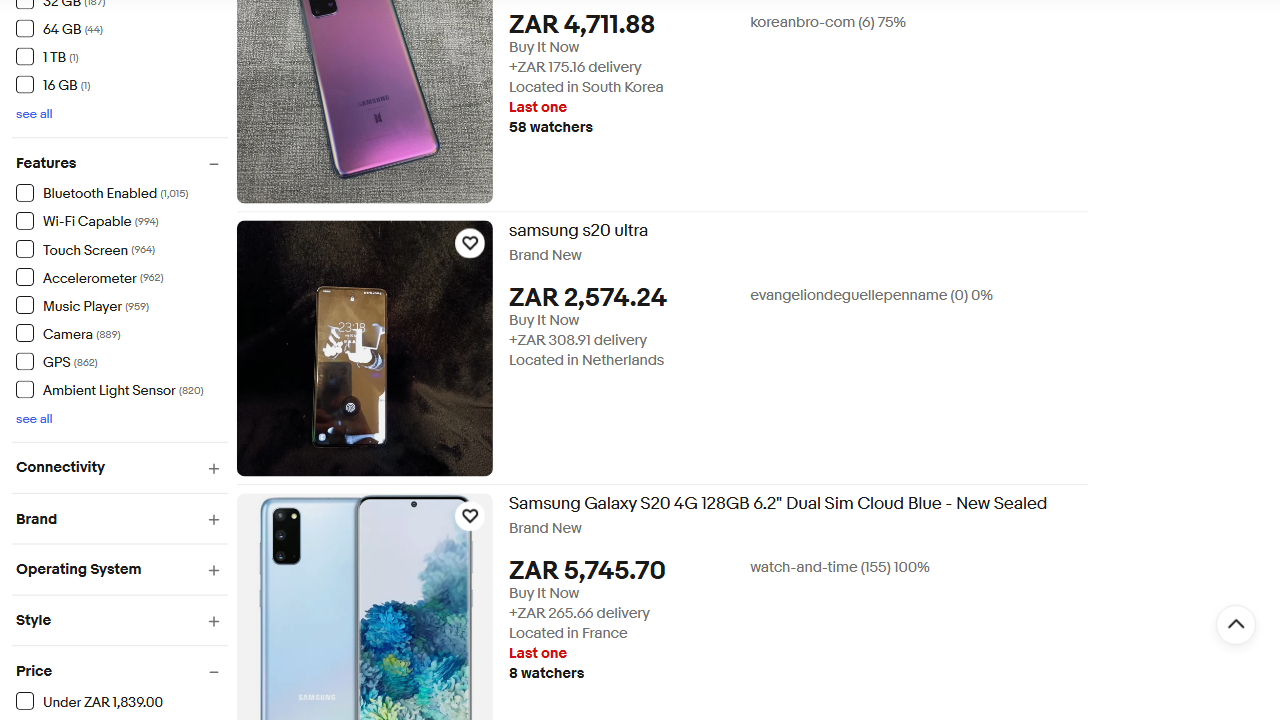 32 GB (187)
64 GB (44)
1 TB (1)
16 GB (1)
see all
Features
Bluetooth Enabled (1,015)
Wi-Fi Capable (994)
Touch Screen (964)
Accelerometer (962)
Music Player (959)
Camera (889)
GPS (862)
Ambient Light Sensor (820)
see all
Connectivity
Brand
Operating System
Style
Price
Under ZAR 1,839.00
SAMSUNG
ZAR 4,711.88
koreanbro-com (6) 75%
Buy It Now
+ZAR 175.16 delivery
Located in South Korea
Last one
58 watchers
23:18
samsung s20 ultra
Brand New
ZAR 2,574.24
evangeliondeguellepenname (0) 0%
Buy It Now
+ZAR 308.91 delivery
Located in Netherlands
SAMSUNG
Samsung Galaxy S20 4G 128GB 6.2" Dual Sim Cloud Blue - New Sealed
Brand New
ZAR 5,745.70
watch-and-time (155) 100%
Buy It Now
+ZAR 265.66 delivery
Located in France
Last one
8 watchers